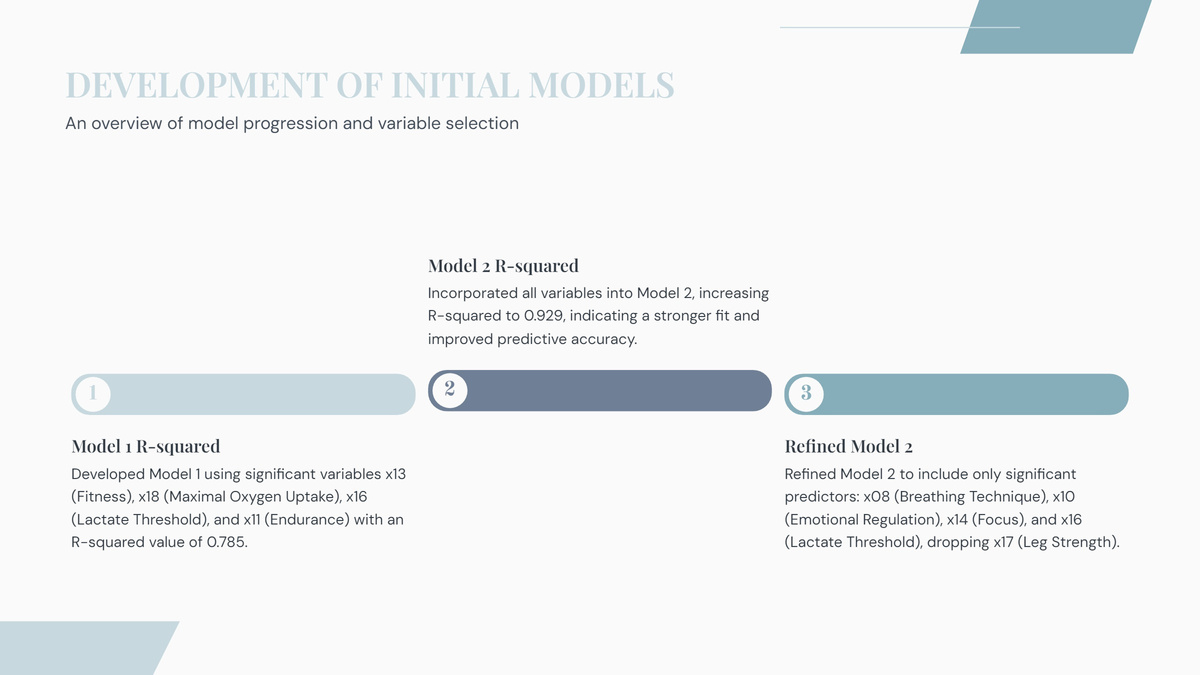 DEVELOPMENT OF INITIAL MODELS
An overview of model progression and variable selection
1
Model 1 R-squared
Developed Model 1 using significant variables x13
(Fitness), x18 (Maximal Oxygen Uptake), x16
(Lactate Threshold), and x11 (Endurance) with an
R-squared value of 0.785.
Model 2 R-squared
Incorporated all variables into Model 2, increasing
R-squared to 0.929, indicating a stronger fit and
improved predictive accuracy.
2
3
Refined Model 2
Refined Model 2 to include only significant
predictors: x08 (Breathing Technique), x10
(Emotional Regulation), x14 (Focus), and x16
(Lactate Threshold), dropping x17 (Leg Strength).